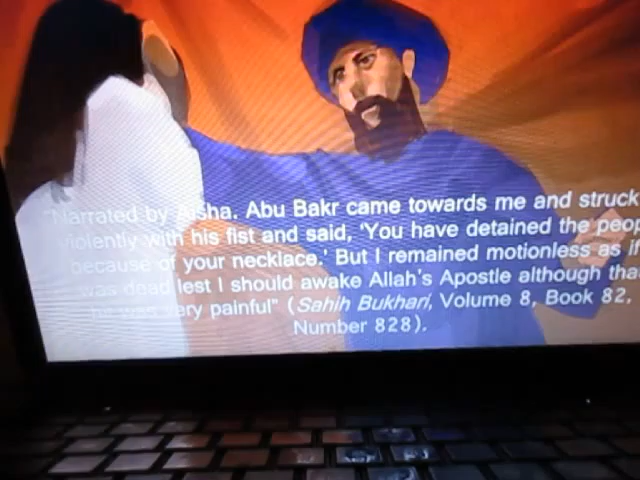 "Narrated by Aisha. Abu Bakr came towards me and struck
violently with his fist and said, 'You have detained the peop
because of your necklace.' But I remained motionless as if
was dead lest I should awake Allah's Apostle although tha
very painful" (Sahih Bukhari, Volume 8, Book 82,
Number 828).